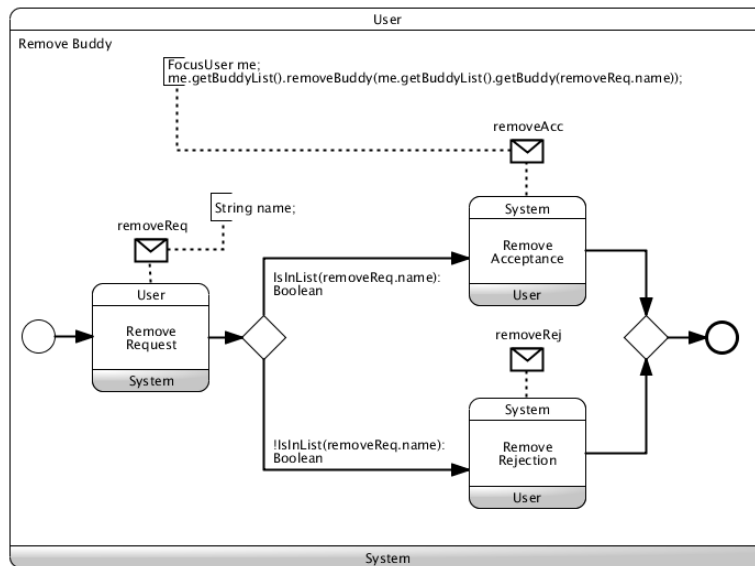 User
Remove Buddy
FocusUser me;
me.getBuddyList().removeBuddy(me.getBuddyList().getBuddy(removeReq.name));
removeAcc
String name;
removeReq
System
Remove
Acceptance
User
User
Remove
Request
System
IsInList(removeReq.name):
Boolean
removeRej
!IsInList(removeReq.name):
Boolean
System
Remove
Rejection
User
System